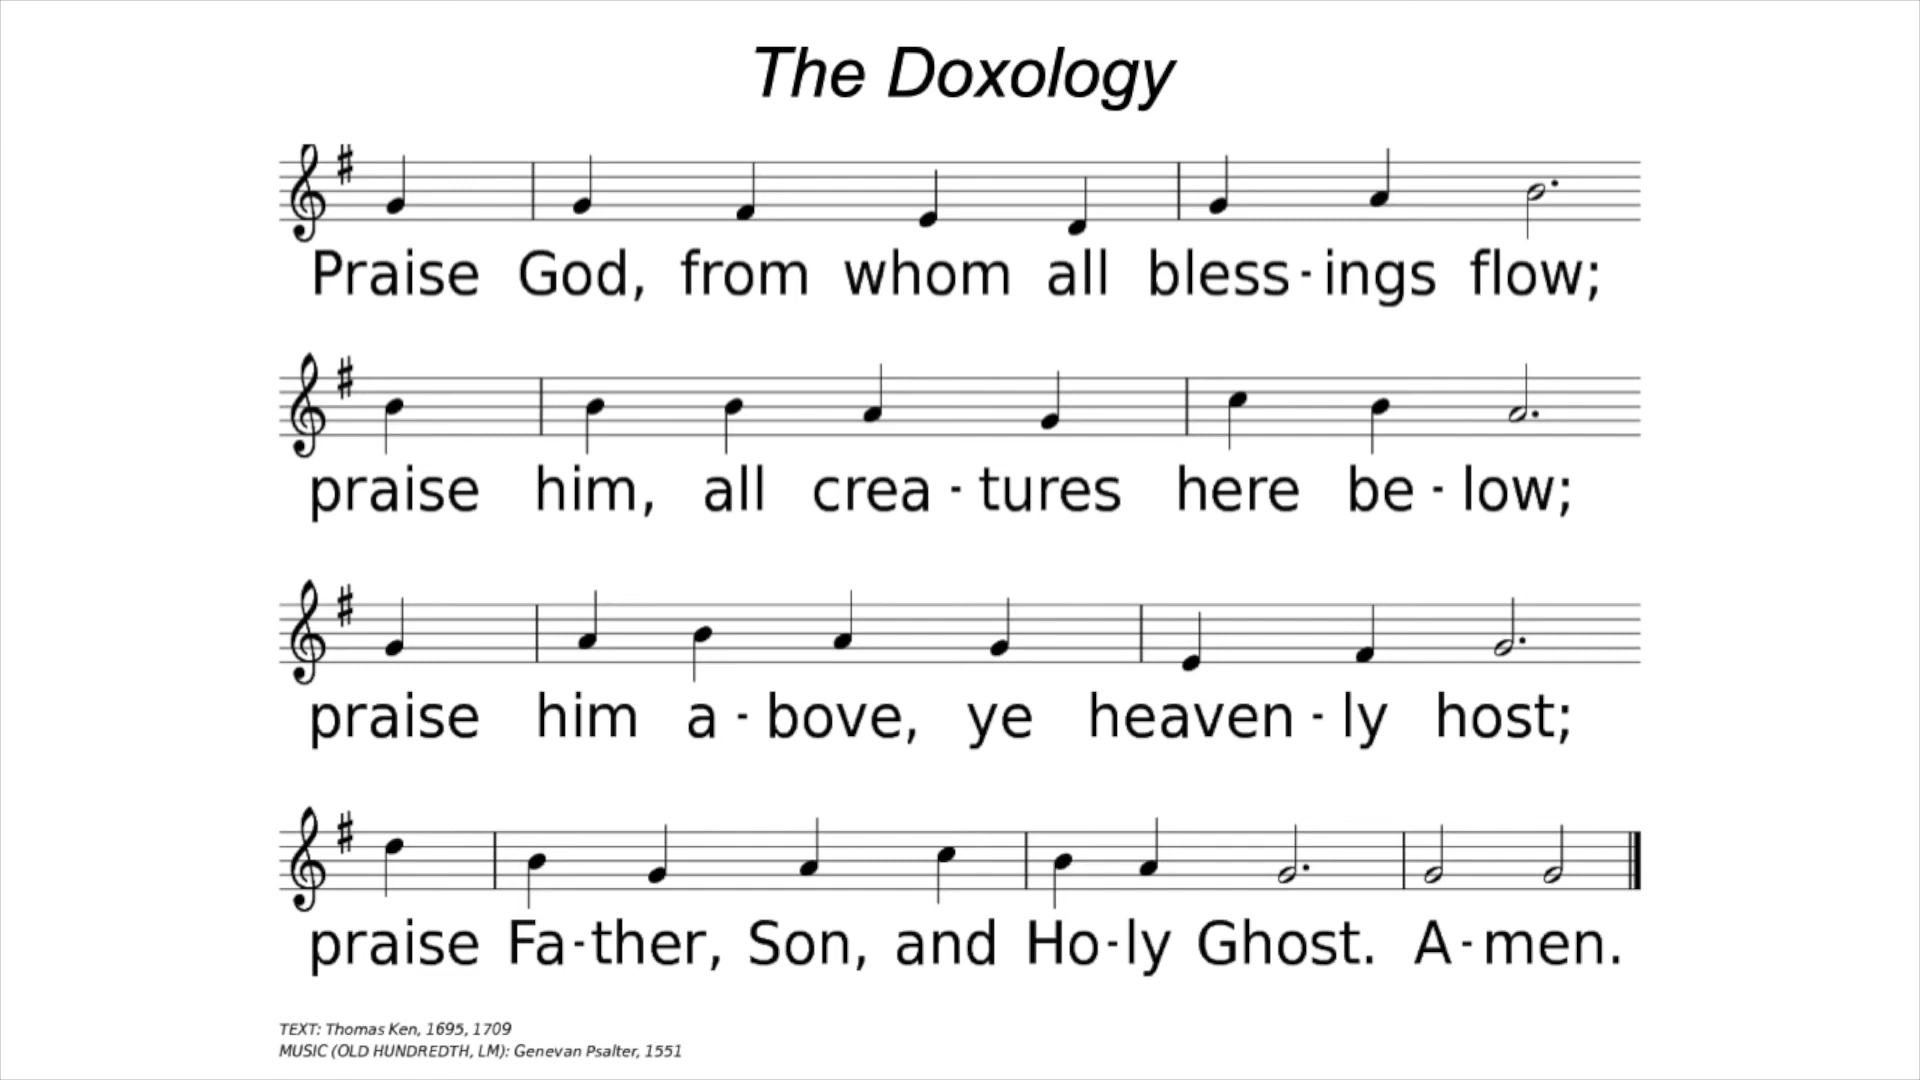 The Doxology
Praise God, from whom all bless-ings flow;
praise him, all crea-tures here be-low;
praise him a-bove, ye heaven-ly host;
praise Fa-ther, Son, and Ho-ly Ghost. A-men.
TEXT: Thomas Ken, 1695, 1709
MUSIC (OLD HUNDREDTH, LM): Genevan Psalter, 1551